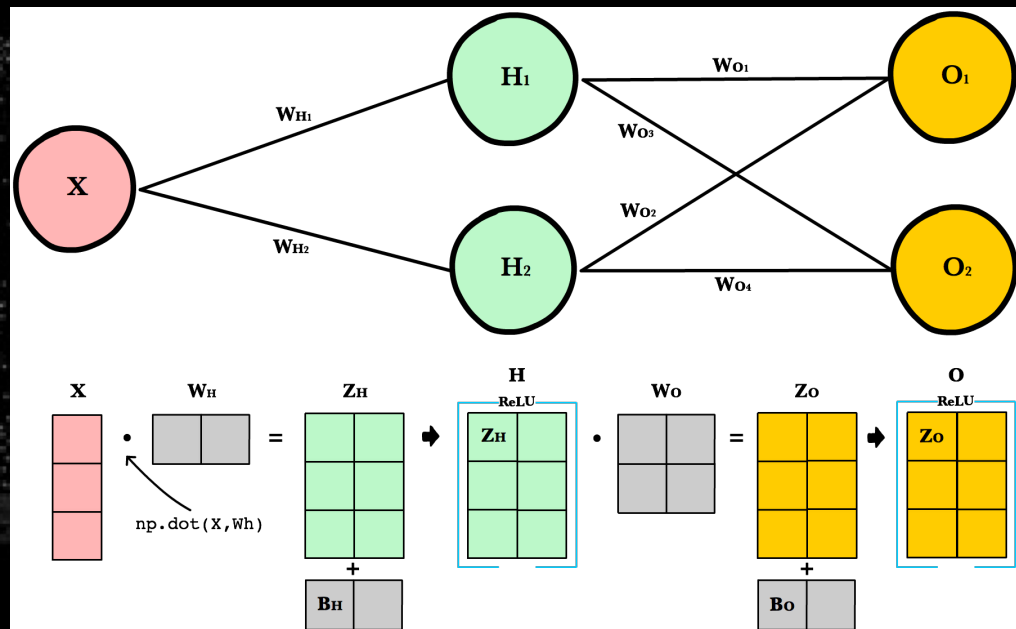 H1
O1
WO1
WH1
WO3
X
WO2
WH2
H2
O2
WO4
X
WH
ZH
H
WO
ZO
O
ReLU
ReLU
ZH
ZO
•
=
•
=
np.dot(X,Wh)
+
+
BH
BO